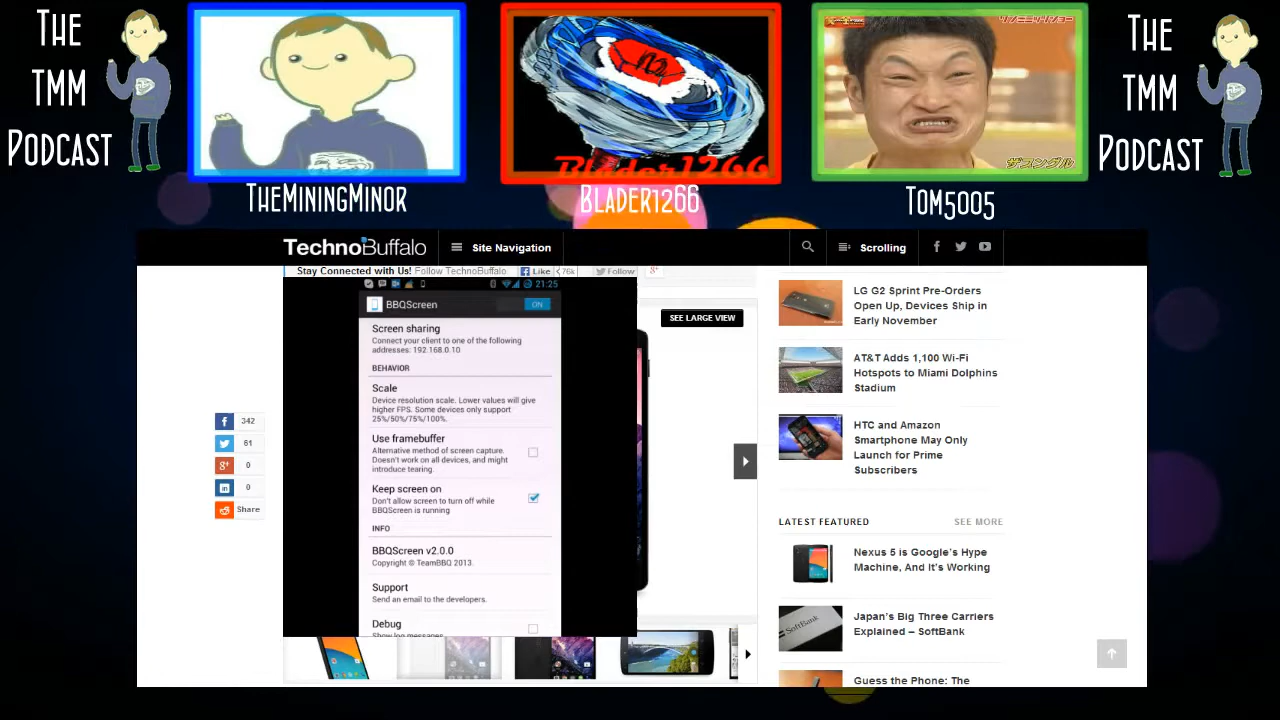 The
TMM
Podcast
TheMiningMinor
Blader1266
Blader1266
Tom5005
The
TMM
Podcast
TechnoBuffalo
Site Navigation
Scrolling
Stay Connected with Us! Follow TechnoBuffalo
Like
76k
Follow
21:25
BBQScreen
ON
Screen sharing
Connect your client to one of the following
addresses: 192.168.0.10
BEHAVIOR
Scale
Device resolution scale. Lower values will give
higher FPS. Some devices only support
25%/50%/75%/100%.
Use framebuffer
Alternative method of screen capture.
Doesn't work on all devices, and might
introduce tearing.
Keep screen on
Don't allow screen to turn off while
BBQScreen is running
INFO
BBQScreen v2.0.0
Copyright © TeamBBQ 2013.
Support
Send an email to the developers.
Debug
Show log messages
SEE LARGE VIEW
342
61
0
0
Share
LG G2 Sprint Pre-Orders
Open Up, Devices Ship in
Early November
AT&T Adds 1,100 Wi-Fi
Hotspots to Miami Dolphins
Stadium
HTC and Amazon
Smartphone May Only
Launch for Prime
Subscribers
LATEST FEATURED
SEE MORE
Nexus 5 is Google's Hype
Machine, And It's Working
SoftBank
Japan's Big Three Carriers
Explained – SoftBank
Guess the Phone: The